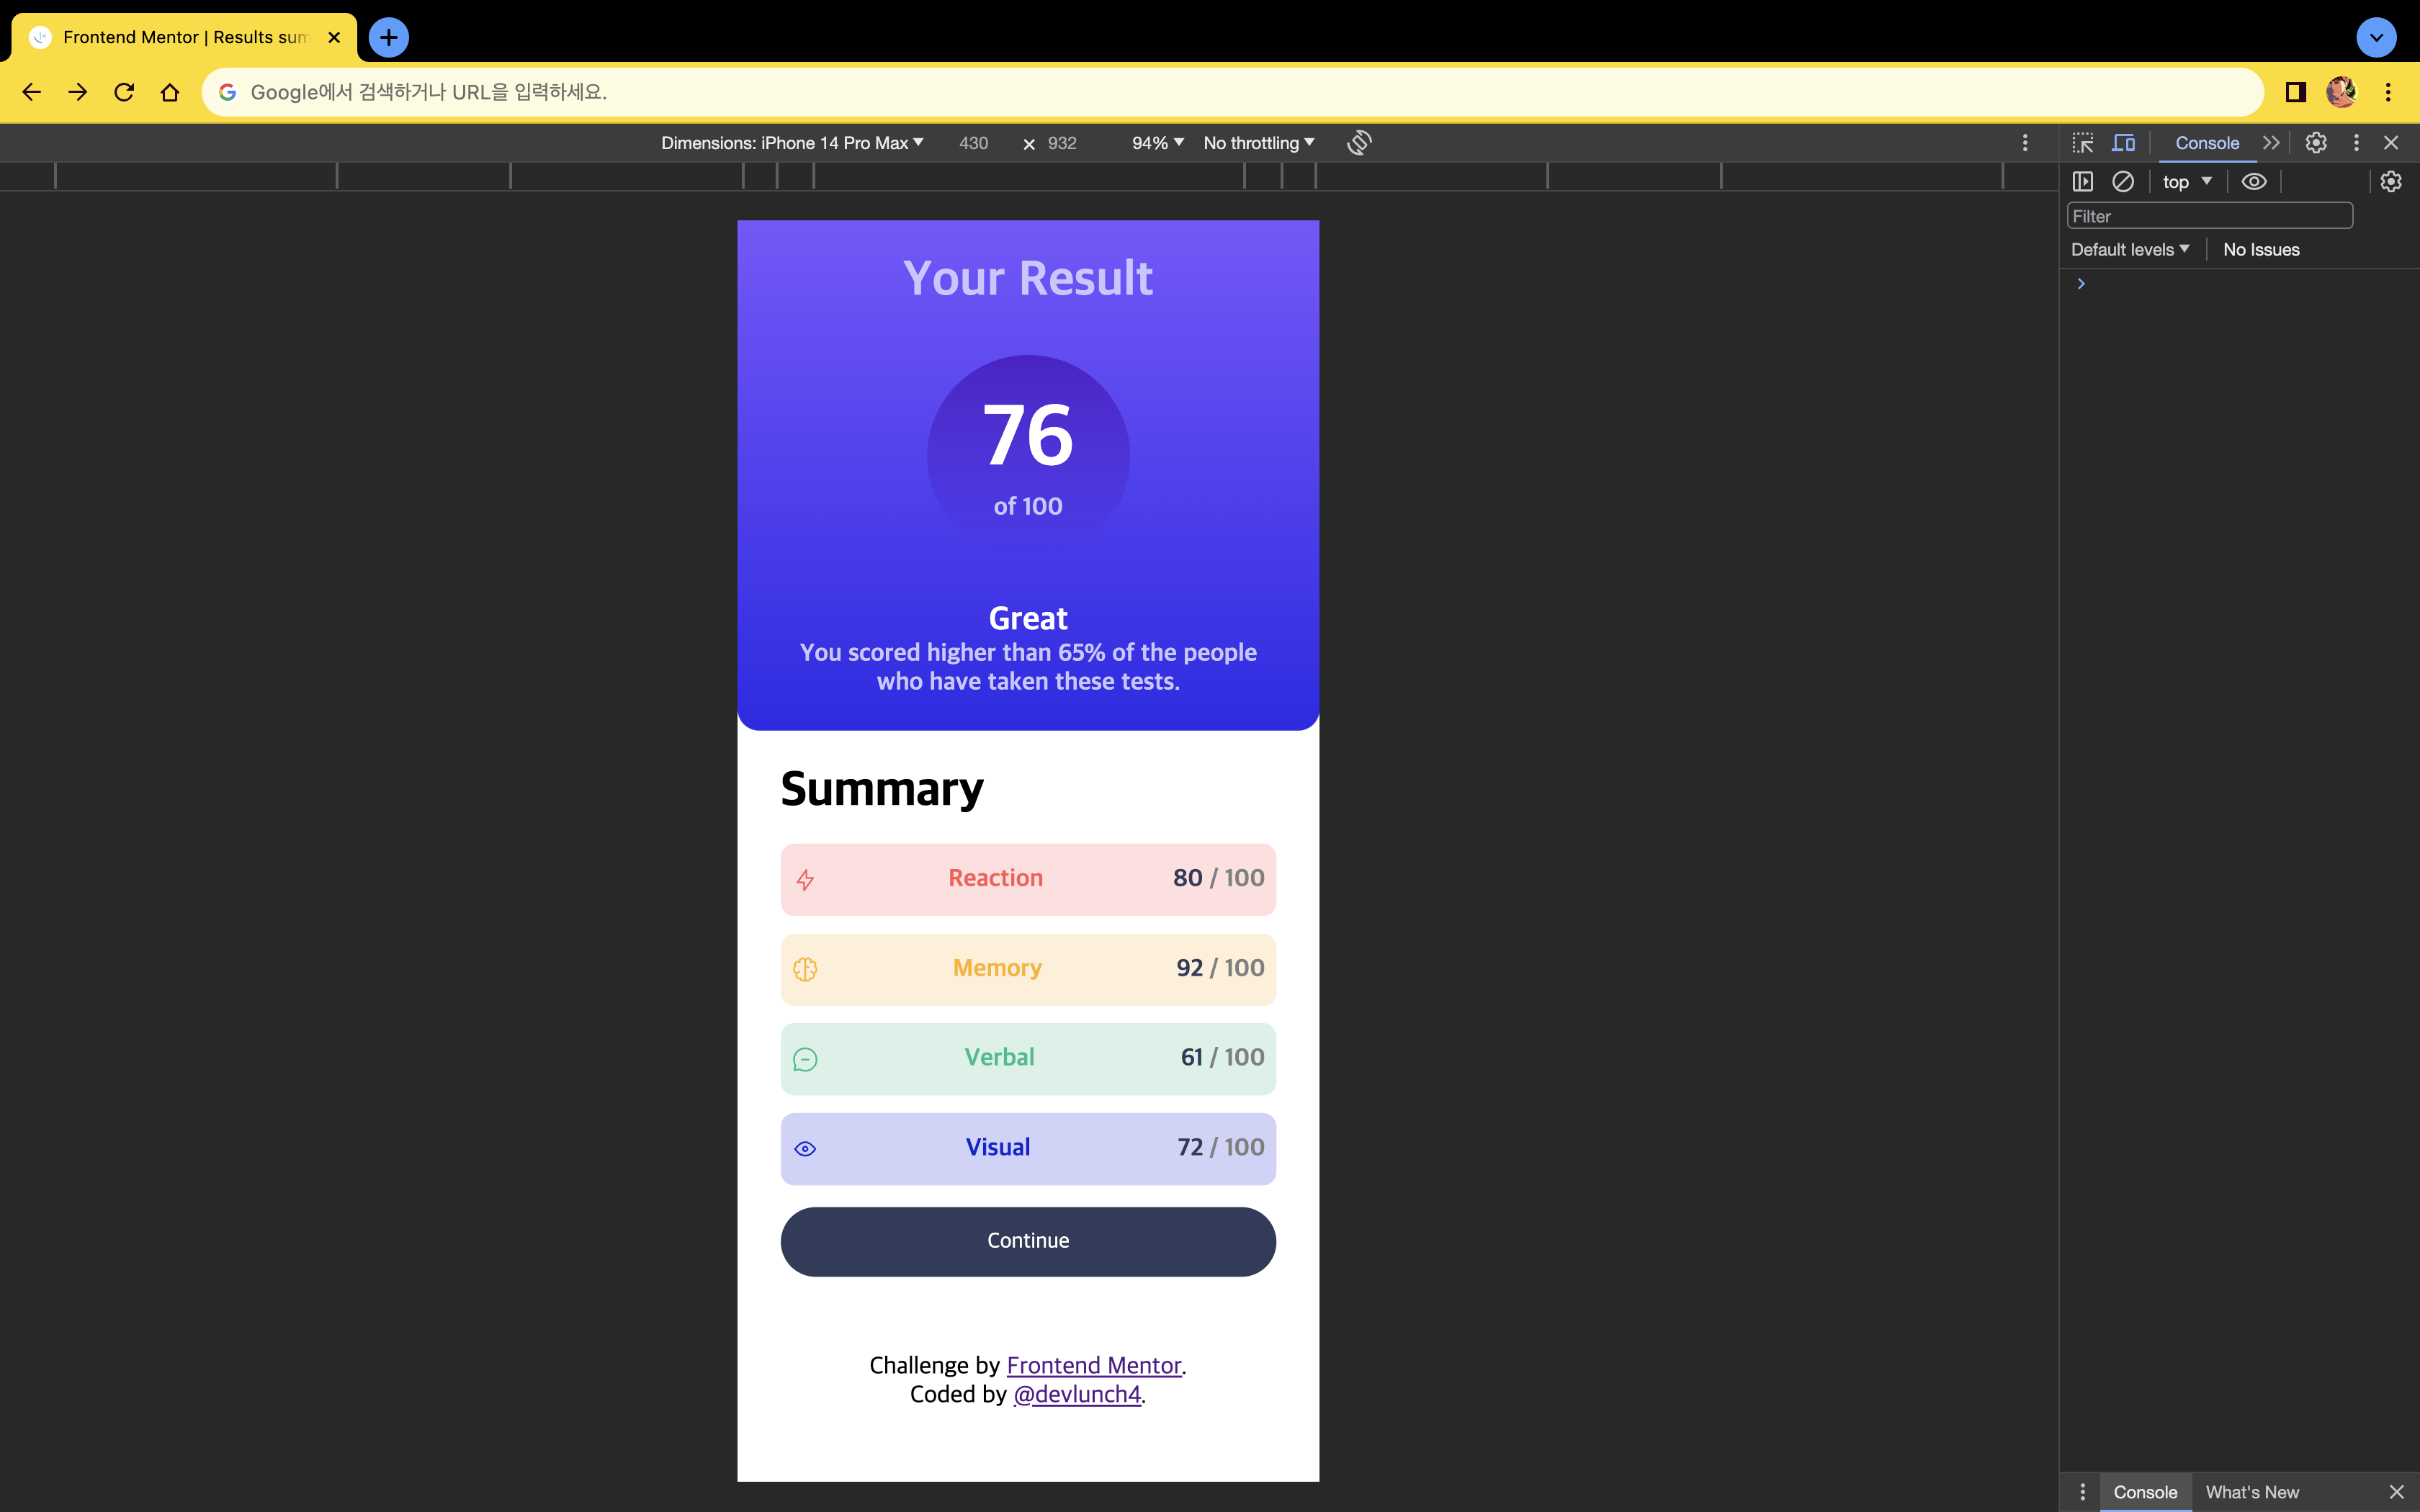 Frontend Mentor | Results sum
Google에서 검색하거나 URL을 입력하세요.
Dimensions: iPhone 14 Pro Max 430 × 932 94% No throttling
Console
top
Filter
Default levels No Issues
Your Result
76
of 100
Great
You scored higher than 65% of the people
who have taken these tests.
Summary
Reaction 80 / 100
Memory 92 / 100
Verbal 61 / 100
Visual 72 / 100
Continue
Challenge by Frontend Mentor.
Coded by @devlunch4.
Console What's New